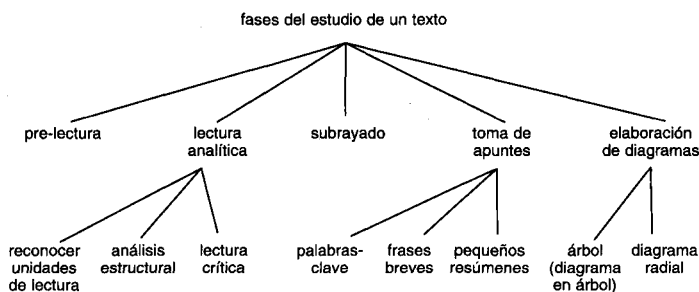 fases del estudio de un texto
pre-lectura
lectura
analítica
subrayado
toma de
apuntes
elaboración
de diagramas
reconocer
unidades
de lectura
análisis
estructural
lectura
crítica
palabras-
clave
frases
breves
pequeños
resúmenes
árbol
(diagrama
en árbol)
diagrama
radial